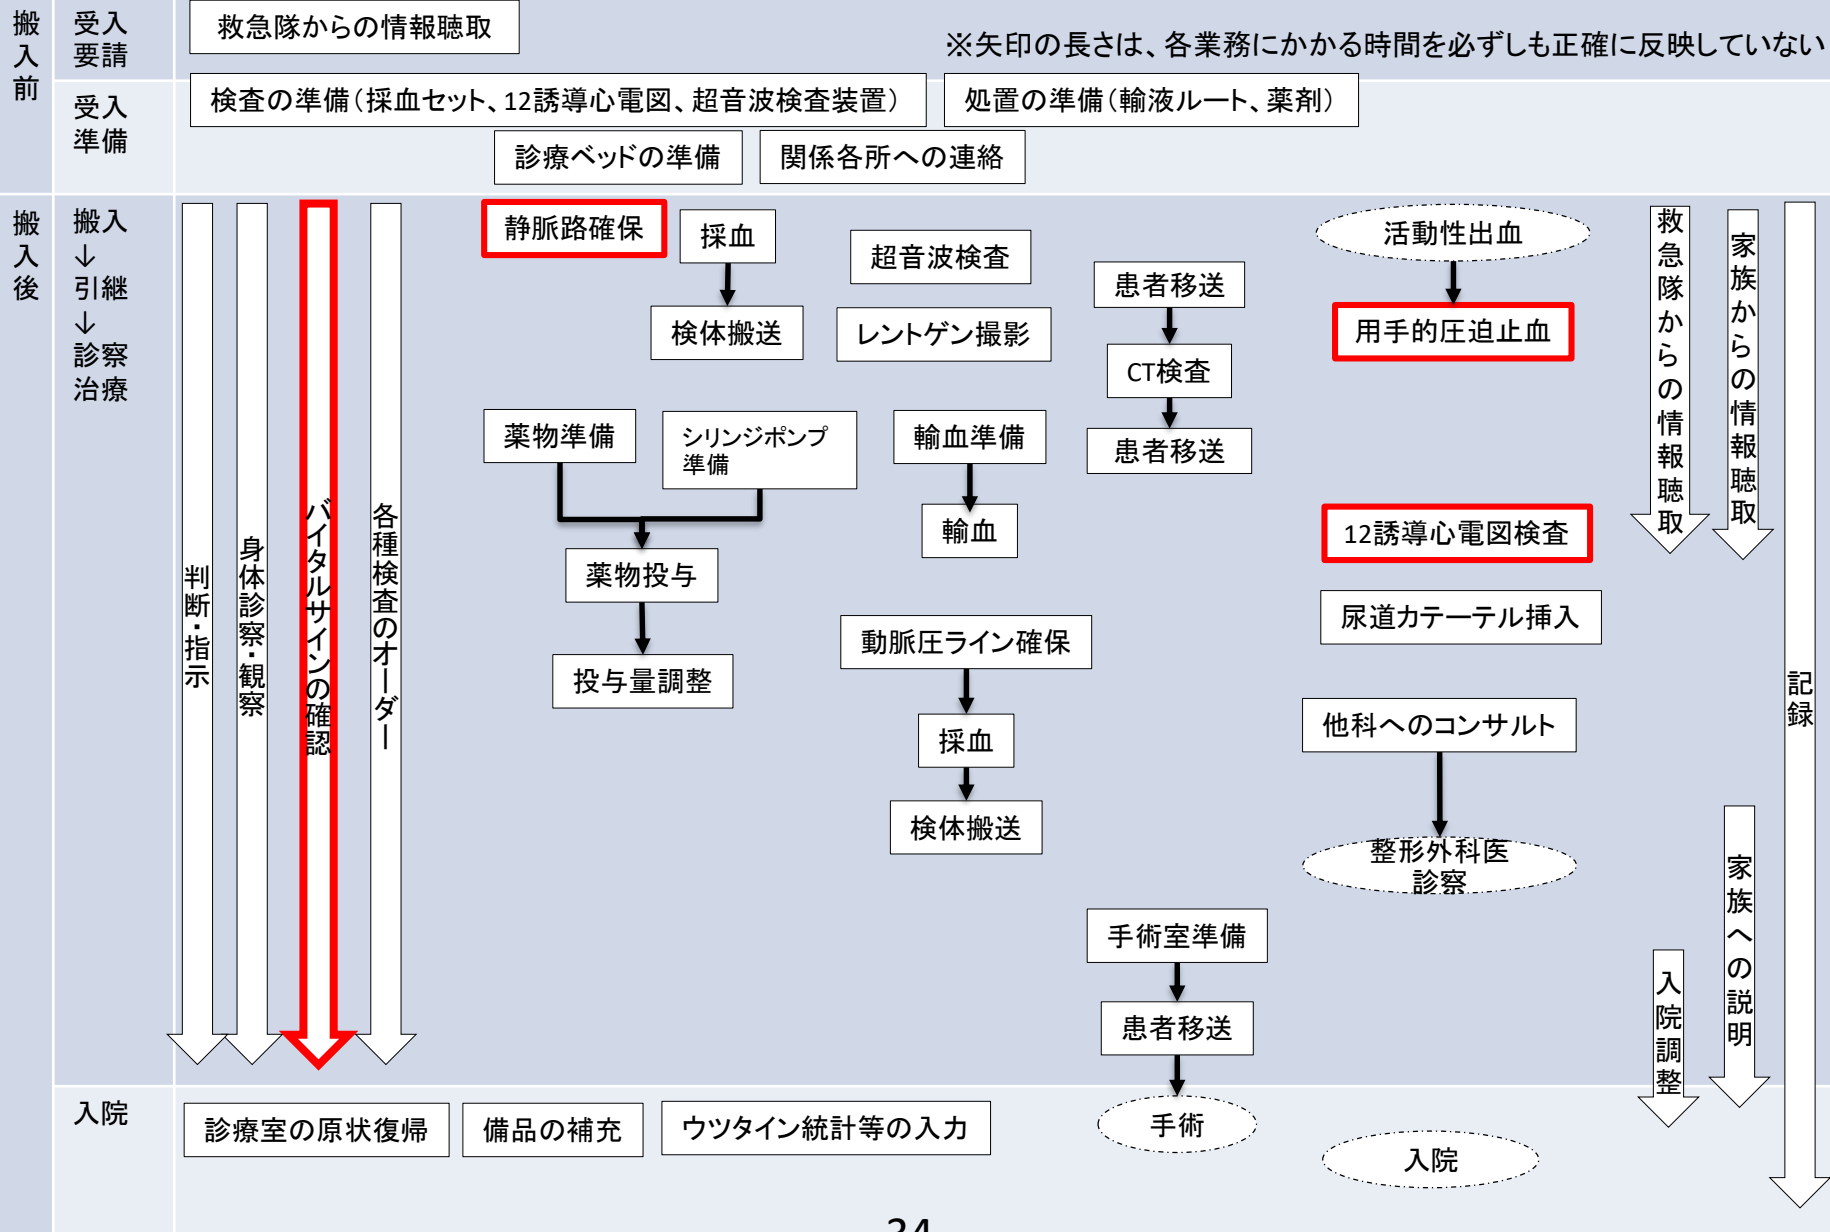 搬入前
受入
要請
救急隊からの情報聴取
※矢印の長さは、各業務にかかる時間を必ずしも正確に反映していない
受入
準備
検査の準備（採血セット、12誘導心電図、超音波検査装置）
処置の準備（輸液ルート、薬剤）
診療ベッドの準備
関係各所への連絡
搬入後
搬入
↓
引継
↓
診察
治療
判断・指示
身体診察・観察
バイタルサインの確認
各種検査のオーダー
静脈路確保
採血
検体搬送
超音波検査
レントゲン撮影
患者移送
CT検査
患者移送
活動性出血
用手的圧迫止血
薬物準備
シリンジポンプ
準備
薬物投与
投与量調整
輸血準備
輸血
12誘導心電図検査
尿道カテーテル挿入
動脈圧ライン確保
採血
検体搬送
他科へのコンサルト
整形外科医
診察
手術室準備
患者移送
手術
救急隊からの情報聴取
家族からの情報聴取
家族への説明
入院調整
記録
入院
診療室の原状復帰
備品の補充
ウツタイン統計等の入力
入院